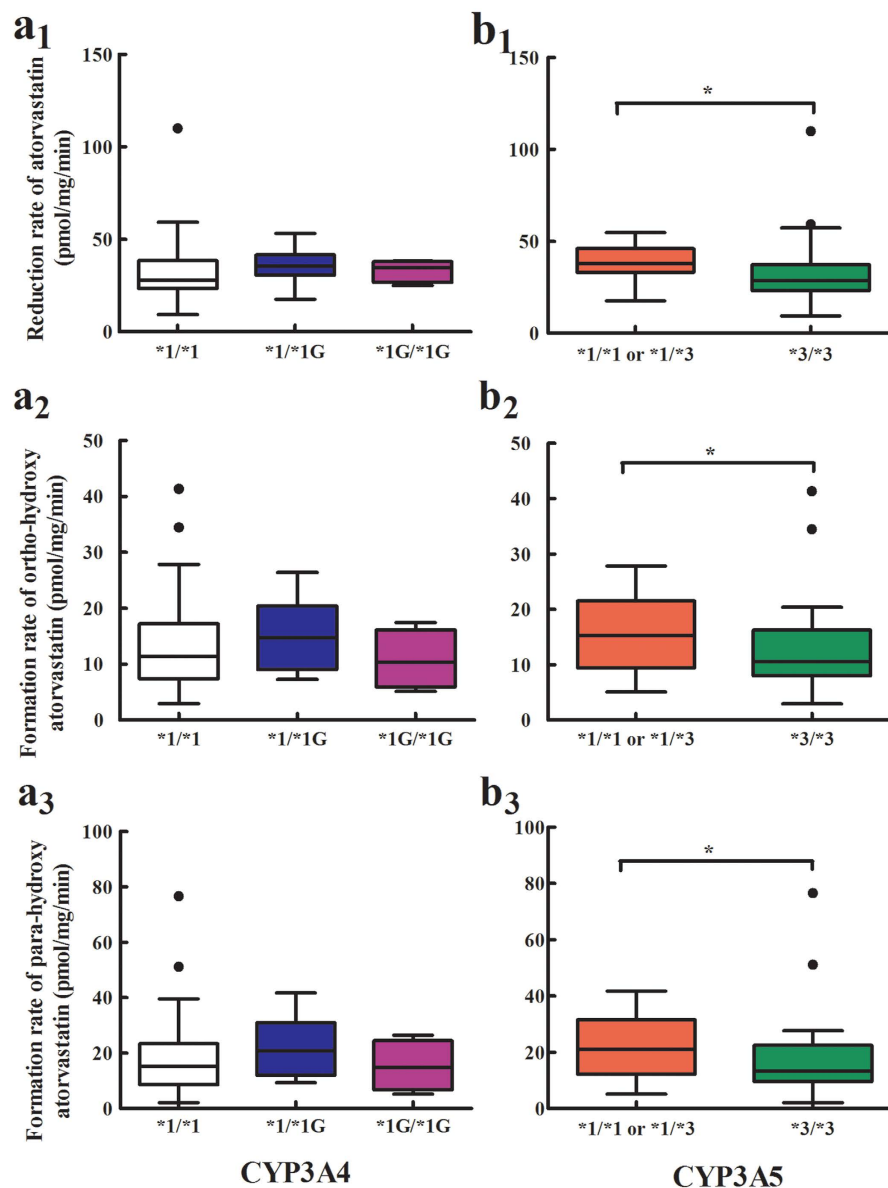 a1
Reduction rate of atorvastatin
(pmol/mg/min)
150
100
50
0
*1/*1
*1/*1G
*1G/*1G
b1
150
100
50
0
*
*1/*1 or *1/*3
*3/*3
a2
Formation rate of ortho-hydroxy
atorvastatin (pmol/mg/min)
50
40
30
20
10
0
*1/*1
*1/*1G
*1G/*1G
b2
50
40
30
20
10
0
*
*1/*1 or *1/*3
*3/*3
a3
Formation rate of para-hydroxy
atorvastatin (pmol/mg/min)
100
80
60
40
20
0
*1/*1
*1/*1G
*1G/*1G
b3
100
80
60
40
20
0
*
*1/*1 or *1/*3
*3/*3
CYP3A4
CYP3A5